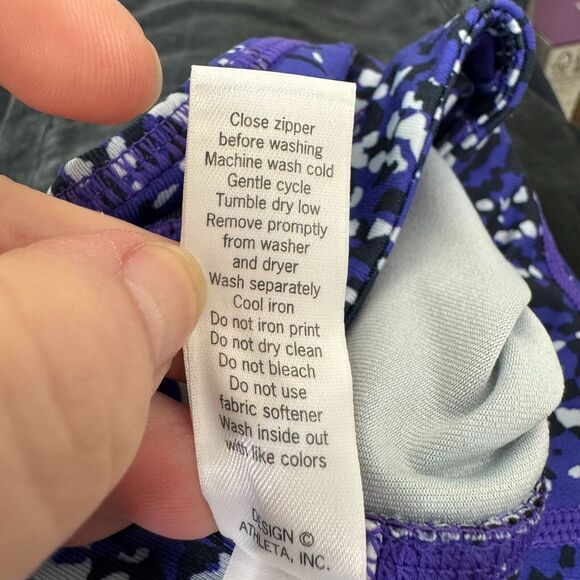 Close zipper
before washing
Machine wash cold
Gentle cycle
Tumble dry low
Remove promptly
from washer
and dryer
Wash separately
Cool iron
Do not iron print
Do not dry clean
Do not bleach
Do not use
fabric softener
Wash inside out
with like colors
DESIGN ©
ATHLETA, INC.